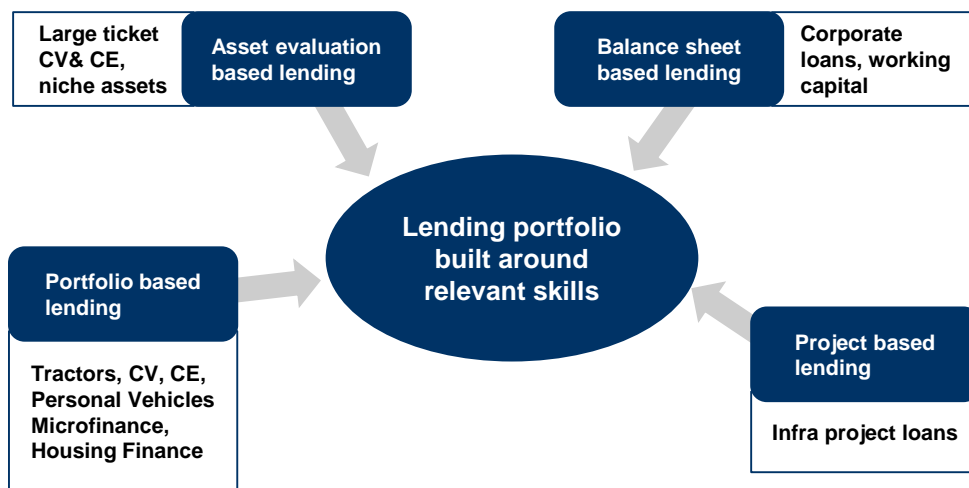 Large ticket
CV& CE,
niche assets
Asset evaluation
based lending
Balance sheet
based lending
Corporate
loans, working
capital
Lending portfolio
built around
relevant skills
Portfolio based
lending
Tractors, CV, CE,
Personal Vehicles
Microfinance,
Housing Finance
Project based
lending
Infra project loans